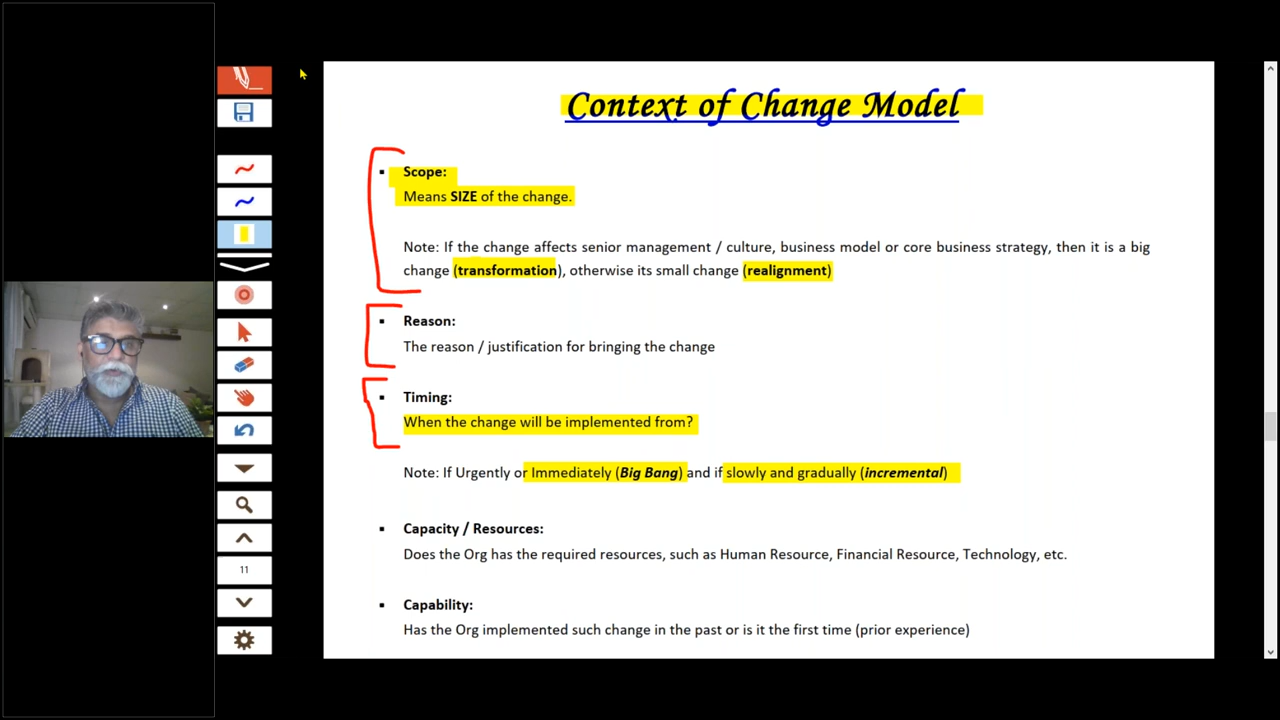 Context of Change Model
▪ Scope:
Means SIZE of the change.
Note: If the change affects senior management / culture, business model or core business strategy, then it is a big
change (transformation), otherwise its small change (realignment)
▪ Reason:
The reason / justification for bringing the change
▪ Timing:
When the change will be implemented from?
Note: If Urgently or Immediately (Big Bang) and if slowly and gradually (incremental)
▪ Capacity / Resources:
Does the Org has the required resources, such as Human Resource, Financial Resource, Technology, etc.
▪ Capability:
Has the Org implemented such change in the past or is it the first time (prior experience)
11